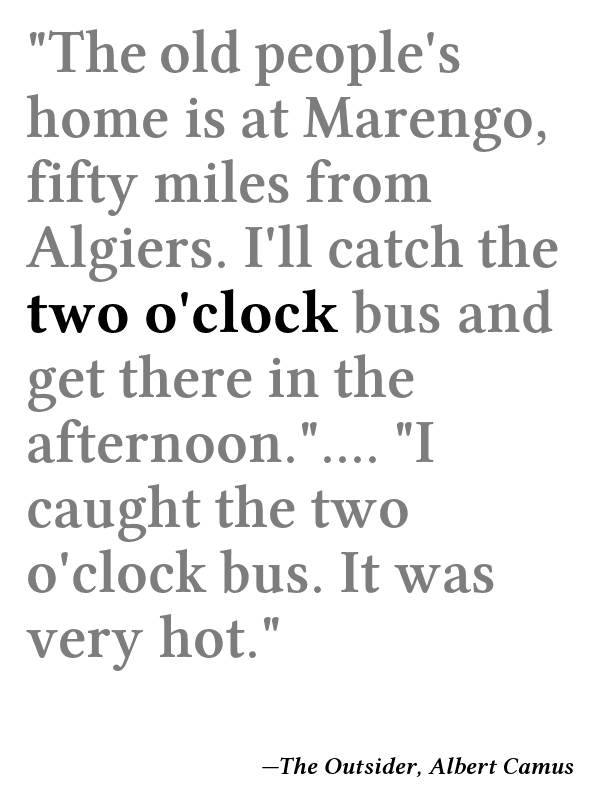 "The old people's
home is at Marengo,
fifty miles from
Algiers. I'll catch the
two o'clock bus and
get there in the
afternoon.".... "I
caught the two
o'clock bus. It was
very hot."
—The Outsider, Albert Camus